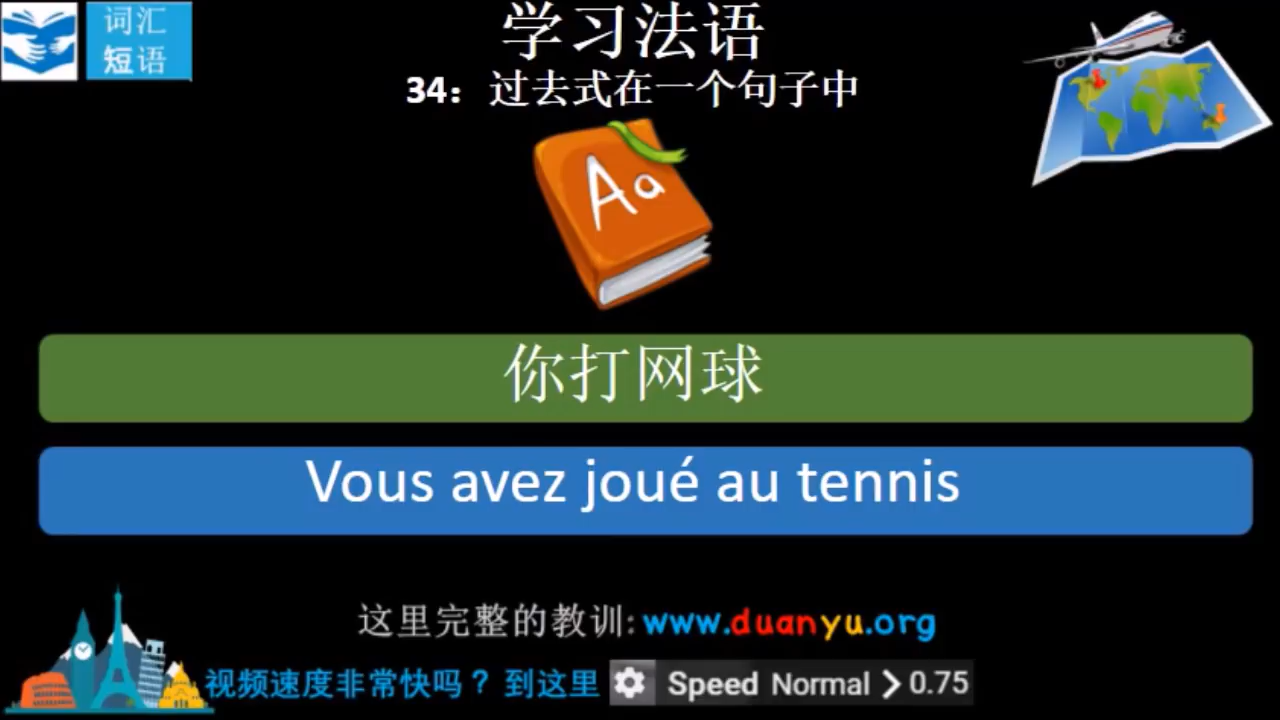 词汇
短语
学习法语
34：过去式在一个句子中
Aa
你打网球
Vous avez joué au tennis
这里完整的教训: www.duanyu.org
视频速度非常快吗？ 到这里 Speed Normal > 0.75